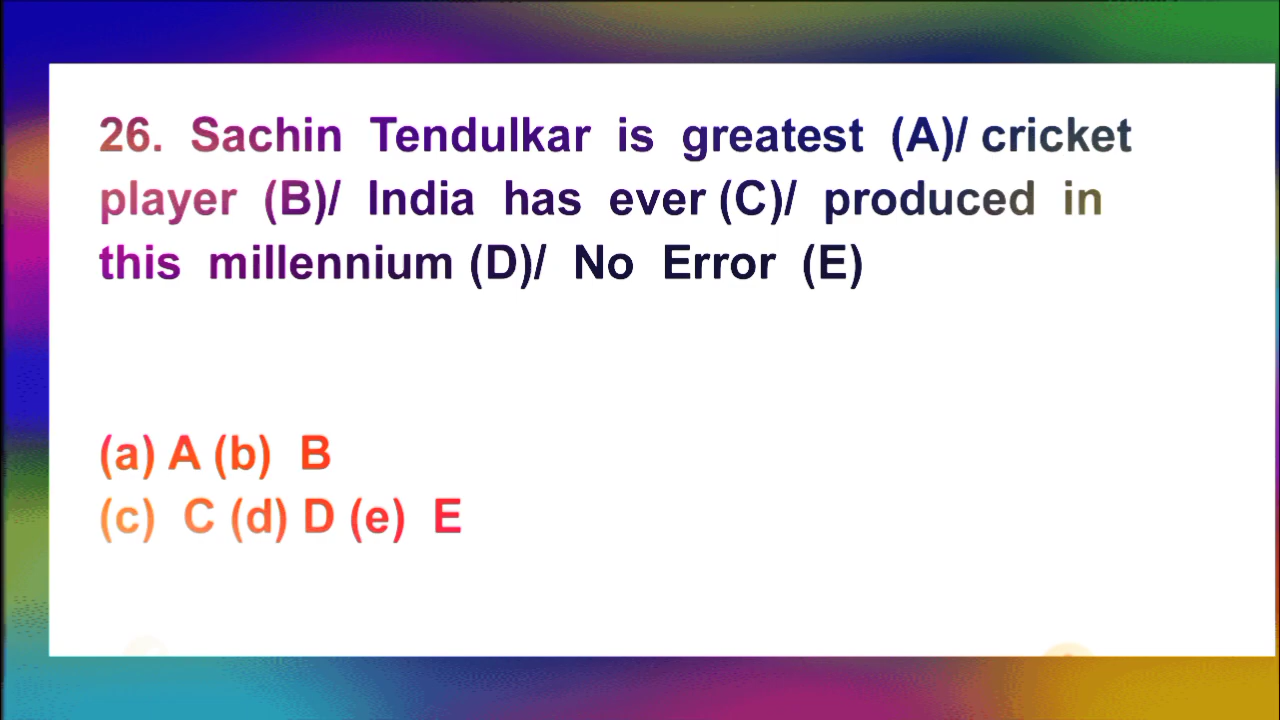 26. Sachin Tendulkar is greatest (A)/ cricket
player (B)/ India has ever (C)/ produced in
this millennium (D)/ No Error (E)
(a) A (b) B
(c) C (d) D (e) E